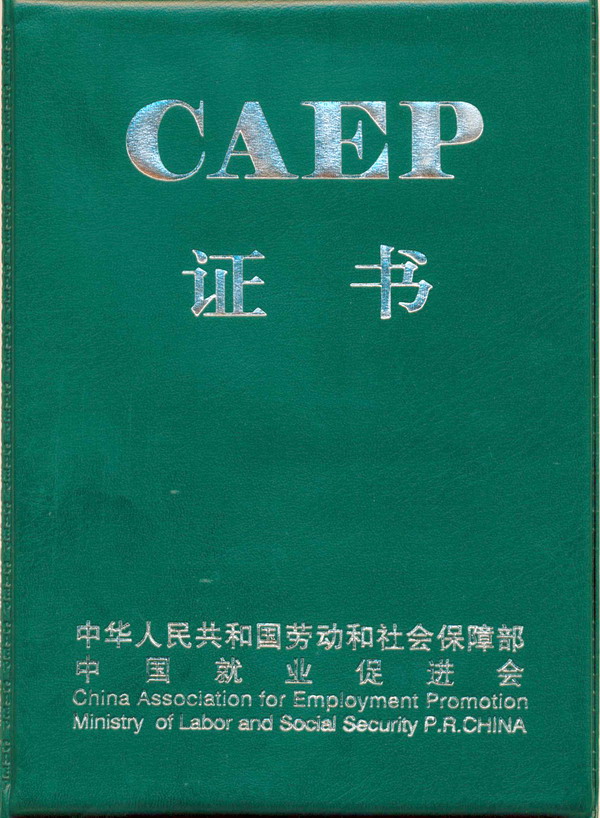 CAEP
证 书
中华人民共和国劳动和社会保障部
中国就业促进会
China Association for Employment Promotion
Ministry of Labor and Social Security P.R.CHINA